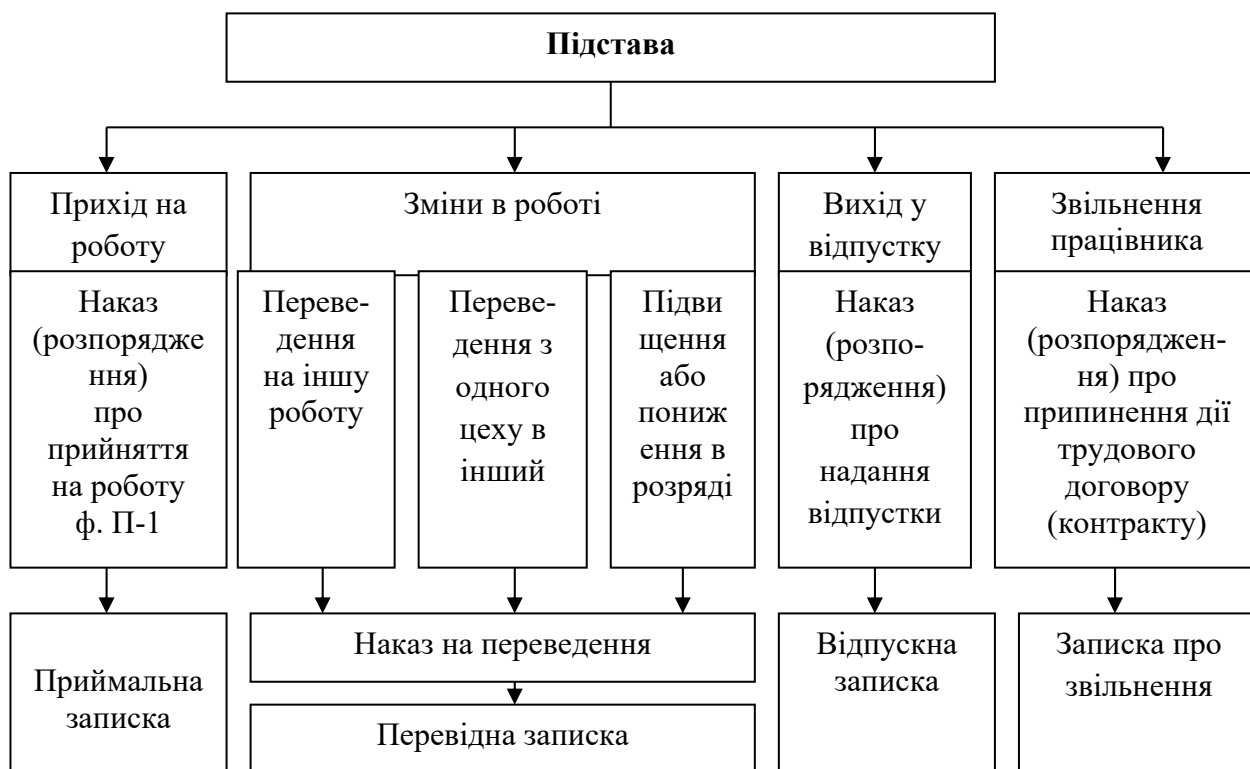 Підстава
Прихід на
роботу
Зміни в роботі
Вихід у
відпустку
Звільнення
працівника
Наказ
(розпорядже
ння)
про
прийняття
на роботу
ф. П-1
Переве-
дення
на іншу
роботу
Переве-
дення з
одного
цеху в
інший
Підви
щення
або
пониж
ення в
розряді
Наказ
(розпо-
рядження)
про
надання
відпустки
Наказ
(розпоряджен-
ня) про
припинення дії
трудового
договору
(контракту)
Приймальна
записка
Наказ на переведення
Перевідна записка
Відпускна
записка
Записка про
звільнення